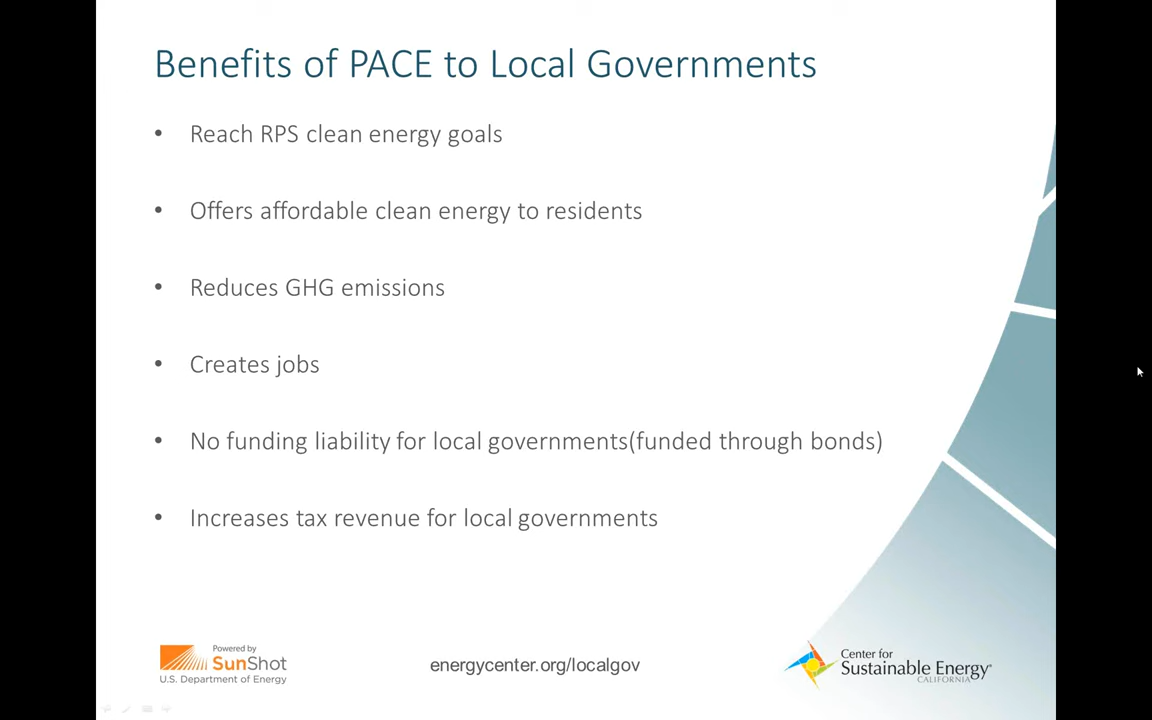 Benefits of PACE to Local Governments
• Reach RPS clean energy goals
• Offers affordable clean energy to residents
• Reduces GHG emissions
• Creates jobs
• No funding liability for local governments(funded through bonds)
• Increases tax revenue for local governments
Powered by
SunShot
U.S. Department of Energy
energycenter.org/localgov
Center for
Sustainable Energy
CALIFORNIA